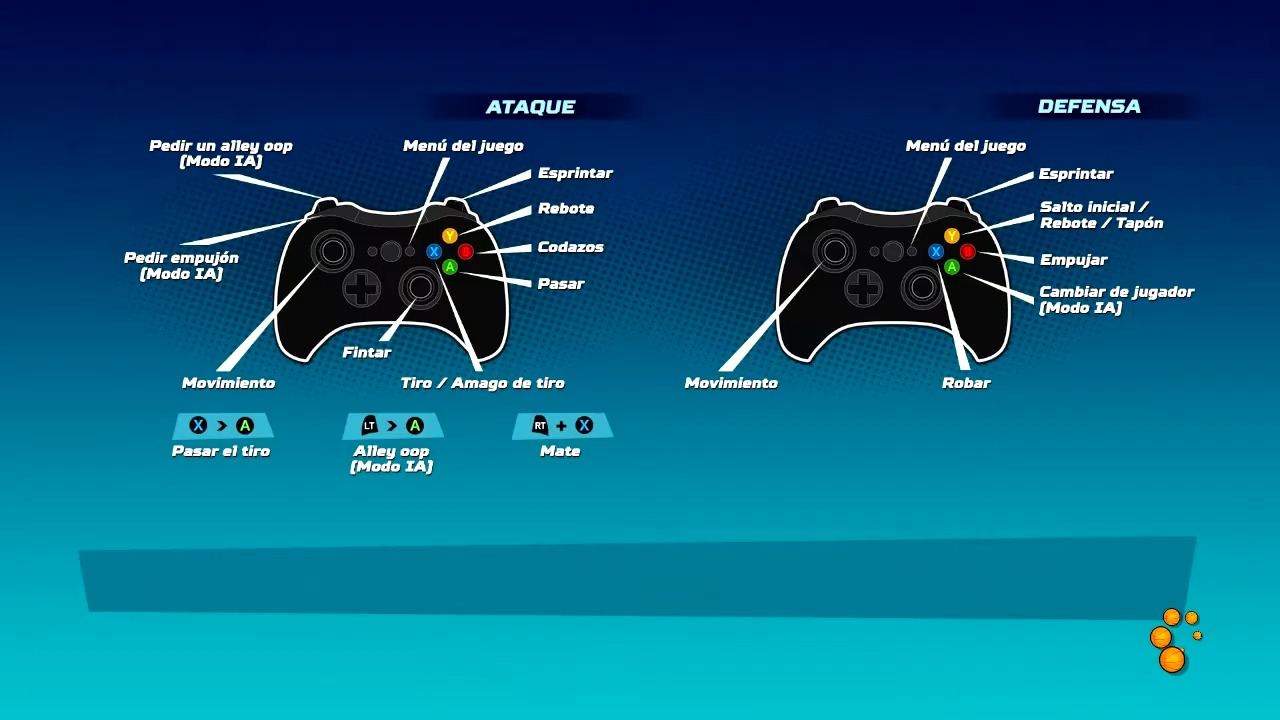 ATAQUE
Pedir un alley oop
(Modo IA)
Menú del juego
Esprintar
Rebote
Codazos
Pasar
Pedir empujón
(Modo IA)
Y
X
B
A
Fintar
Movimiento
Tiro / Amago de tiro
X > A
Pasar el tiro
LT > A
Alley oop
(Modo IA)
RT + X
Mate
DEFENSA
Menú del juego
Esprintar
Salto inicial /
Rebote / Tapón
Empujar
Cambiar de jugador
(Modo IA)
Y
X
B
A
Movimiento
Robar